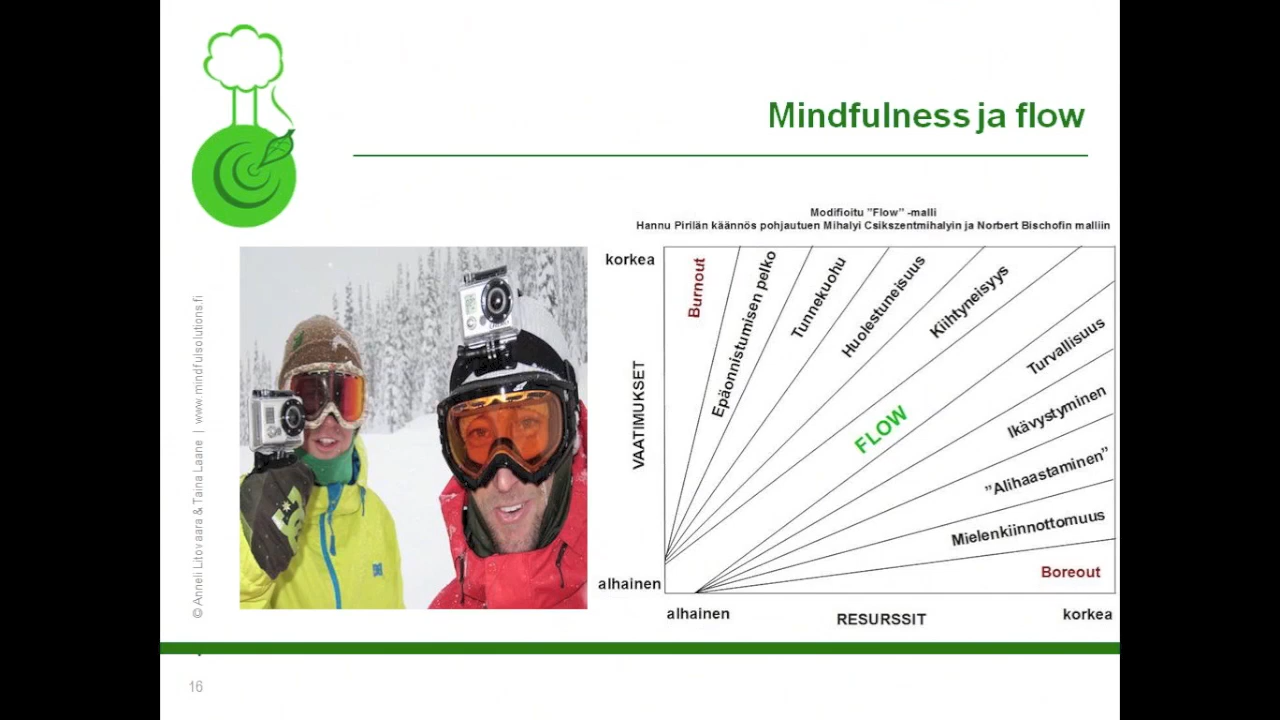 Mindfulness ja flow
Modifioitu "Flow" -malli
Hannu Pirilän käännös pohjautuen Mihalyi Csikszentmihalyin ja Norbert Bischofin malliin
korkea
Burnout
Epäonnistumisen pelko
Tunnekuohu
Huolestuneisuus
Kiihtyneisyys
FLOW
Turvallisuus
Ikävystyminen
"Alihaastaminen"
Mielenkiinnottomuus
Boreout
VAATIMUKSET
alhainen
alhainen
RESURSSIT
korkea
© Anneli Litovaara & Taina Laane | www.mindfulsolutions.fi
16